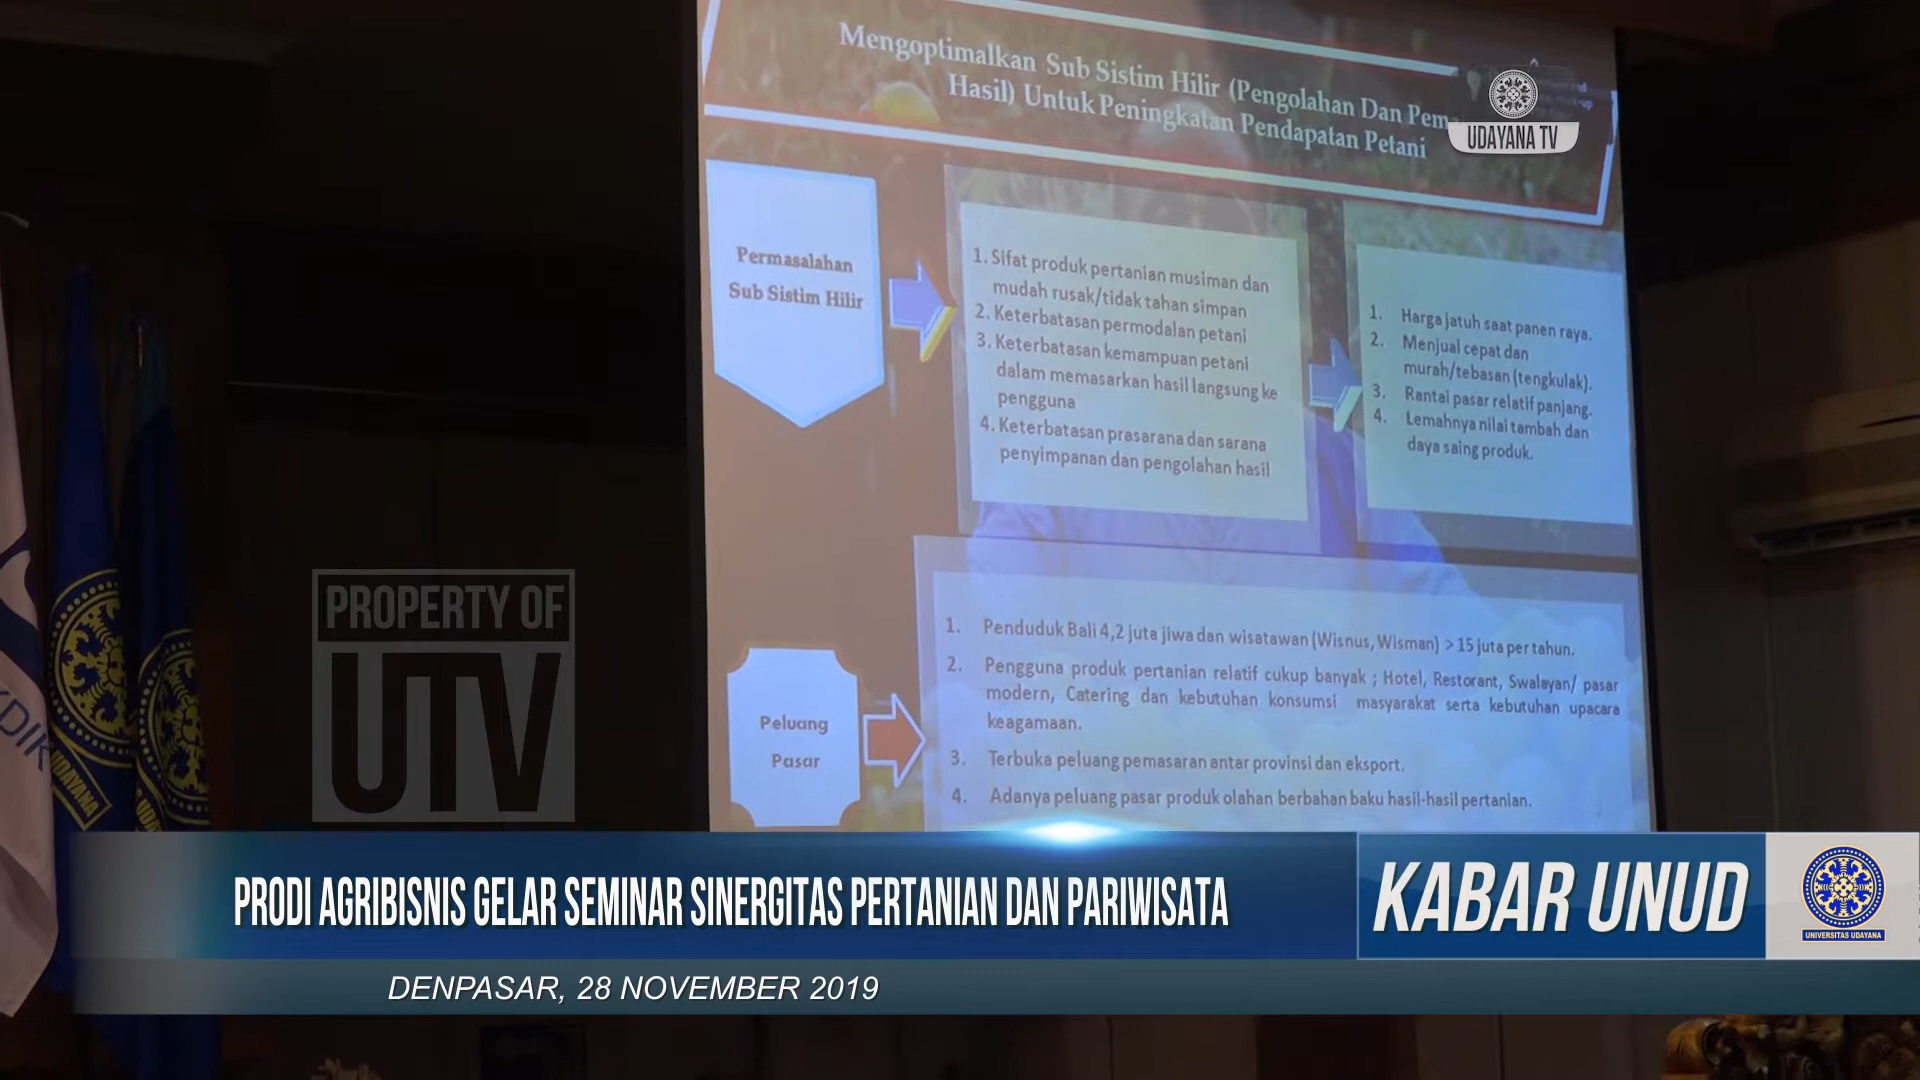 Mengoptimalkan Sub Sistim Hilir (Pengolahan Dan
Hasil) Untuk Peningkatan Pendapatan Petani
UDAYANA TV
Permasalahan
Sub Sistim Hilir
1. Sifat produk pertanian musiman dan
mudah rusak/tidak tahan simpan
2. Keterbatasan permodalan petani
3. Keterbatasan kemampuan petani
dalam memasarkan hasil langsung ke
pengguna
4. Keterbatasan prasarana dan sarana
penyimpanan dan pengolahan hasil
1. Harga jatuh saat panen raya.
2. Menjual cepat dan
murah/tebasan (tengkulak).
3. Rantai pasar relatif panjang.
4. Lemahnya nilai tambah dan
daya saing produk.
Peluang
Pasar
1. Penduduk Bali 4,2 juta jiwa dan wisatawan (Wisnus, Wisman) > 15 juta per tahun.
2. Pengguna produk pertanian relatif cukup banyak ; Hotel, Restorant, Swalayan/ pasar
modern, Catering dan kebutuhan konsumsi masyarakat serta kebutuhan upacara
keagamaan.
3. Terbuka peluang pemasaran antar provinsi dan eksport.
4. Adanya peluang pasar produk olahan berbahan baku hasil-hasil pertanian.
PROPERTY OF
UTV
UDAYANA
PRODI AGRIBISNIS GELAR SEMINAR SINERGITAS PERTANIAN DAN PARIWISATA
KABAR UNUD
UNIVERSITAS UDAYANA
DENPASAR, 28 NOVEMBER 2019